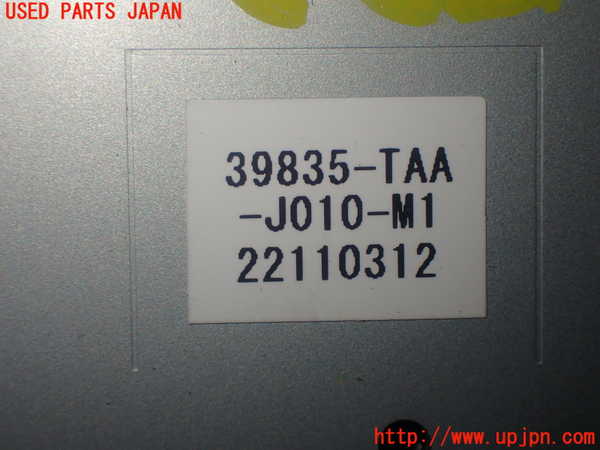 USED PARTS JAPAN
39835-TAA
-J010-M1
22110312
http://www.upjpn.com